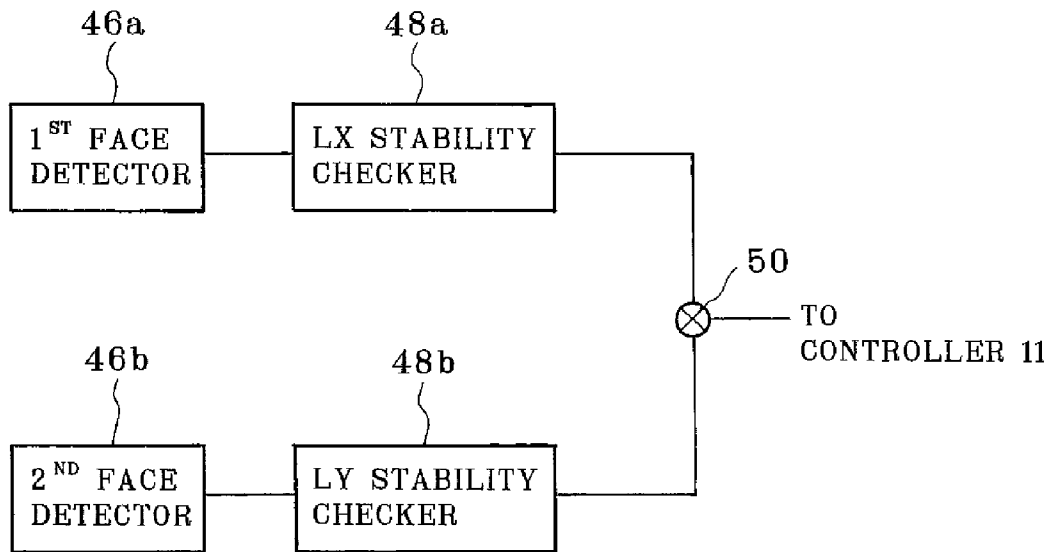 46a
48a
1ST FACE
DETECTOR
LX STABILITY
CHECKER
50
TO
CONTROLLER 11
46b
48b
2ND FACE
DETECTOR
LY STABILITY
CHECKER